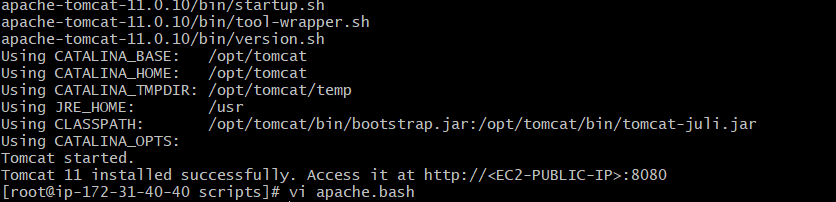 apache-tomcat-11.0.10/bin/startup.sh
apache-tomcat-11.0.10/bin/tool-wrapper.sh
apache-tomcat-11.0.10/bin/version.sh
Using CATALINA_BASE:   /opt/tomcat
Using CATALINA_HOME:   /opt/tomcat
Using CATALINA_TMPDIR: /opt/tomcat/temp
Using JRE_HOME:        /usr
Using CLASSPATH:       /opt/tomcat/bin/bootstrap.jar:/opt/tomcat/bin/tomcat-juli.jar
Using CATALINA_OPTS:
Tomcat started.
Tomcat 11 installed successfully. Access it at http://<EC2-PUBLIC-IP>:8080
[root@ip-172-31-40-40 scripts]# vi apache.bash